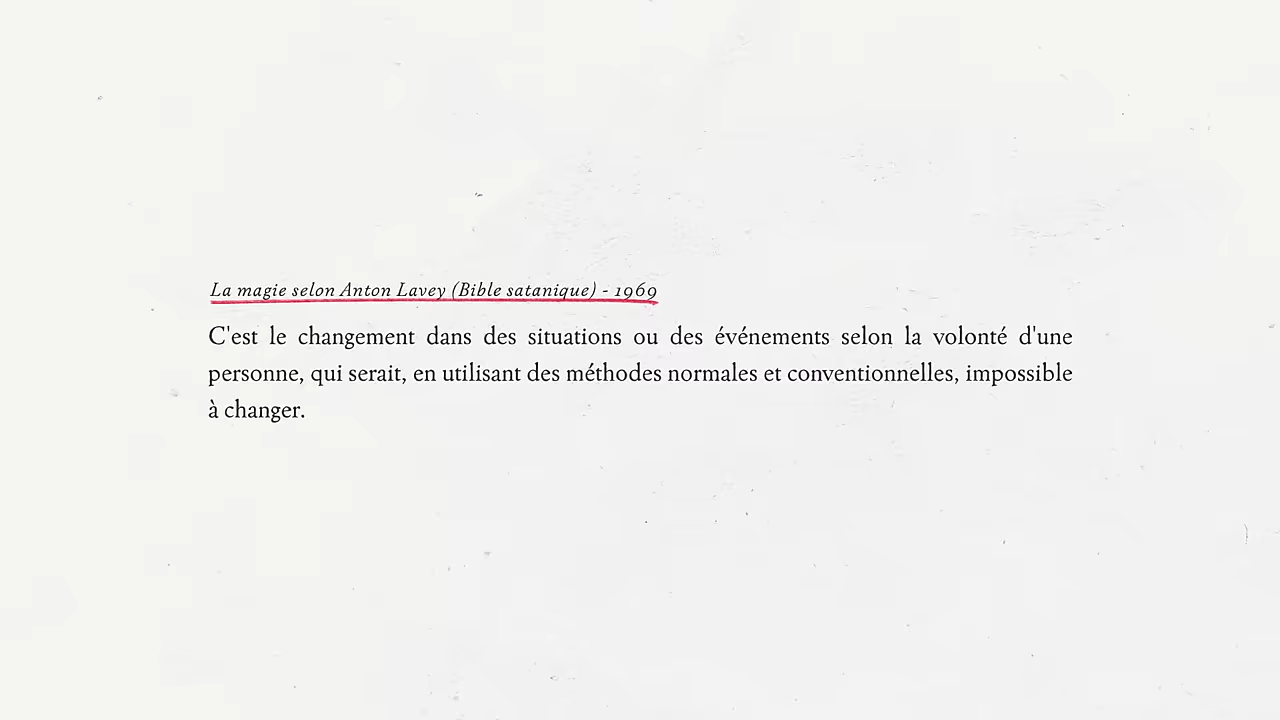 La magie selon Anton Lavey (Bible satanique) - 1969
C'est le changement dans des situations ou des événements selon la volonté d'une
personne, qui serait, en utilisant des méthodes normales et conventionnelles, impossible
à changer.